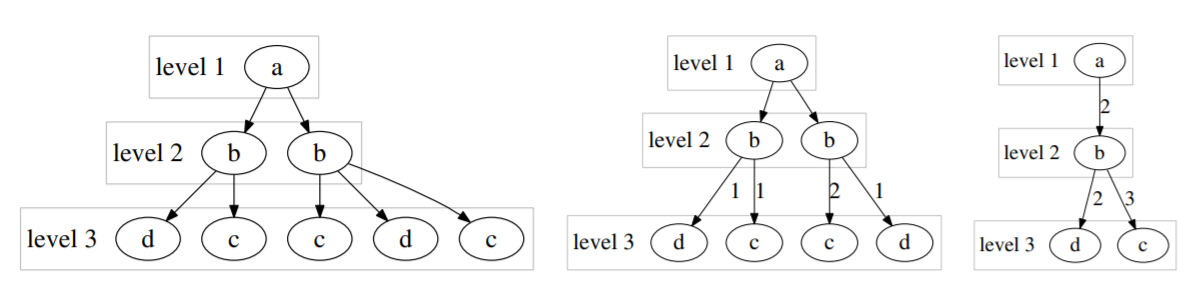 level 1 a
level 2 b b
level 3 d c c d c
level 1 a
level 2 b b
1 1 2 1
level 3 d c c d
level 1 a
2
level 2 b
2 3
level 3 d c